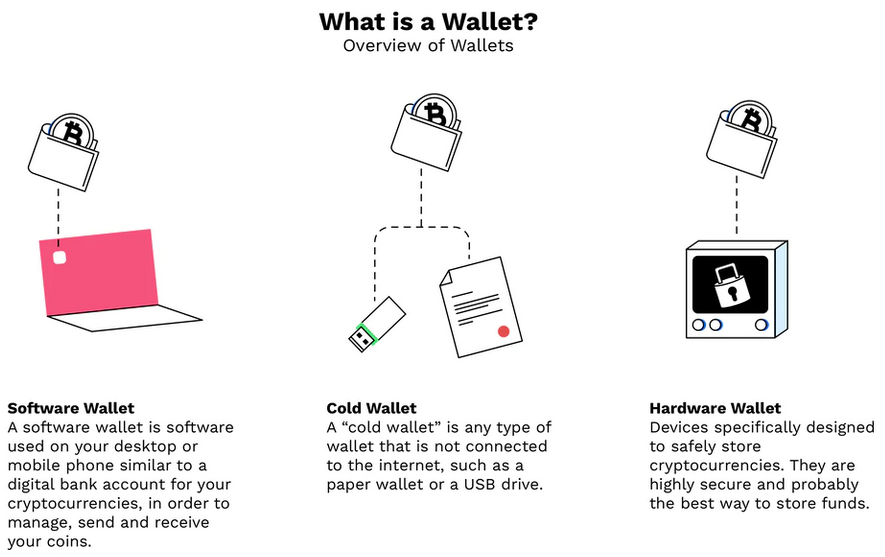 What is a Wallet?
Overview of Wallets
Software Wallet
A software wallet is software
used on your desktop or
mobile phone similar to a
digital bank account for your
cryptocurrencies, in order to
manage, send and receive
your coins.
Cold Wallet
A “cold wallet” is any type of
wallet that is not connected
to the internet, such as a
paper wallet or a USB drive.
Hardware Wallet
Devices specifically designed
to safely store
cryptocurrencies. They are
highly secure and probably
the best way to store funds.